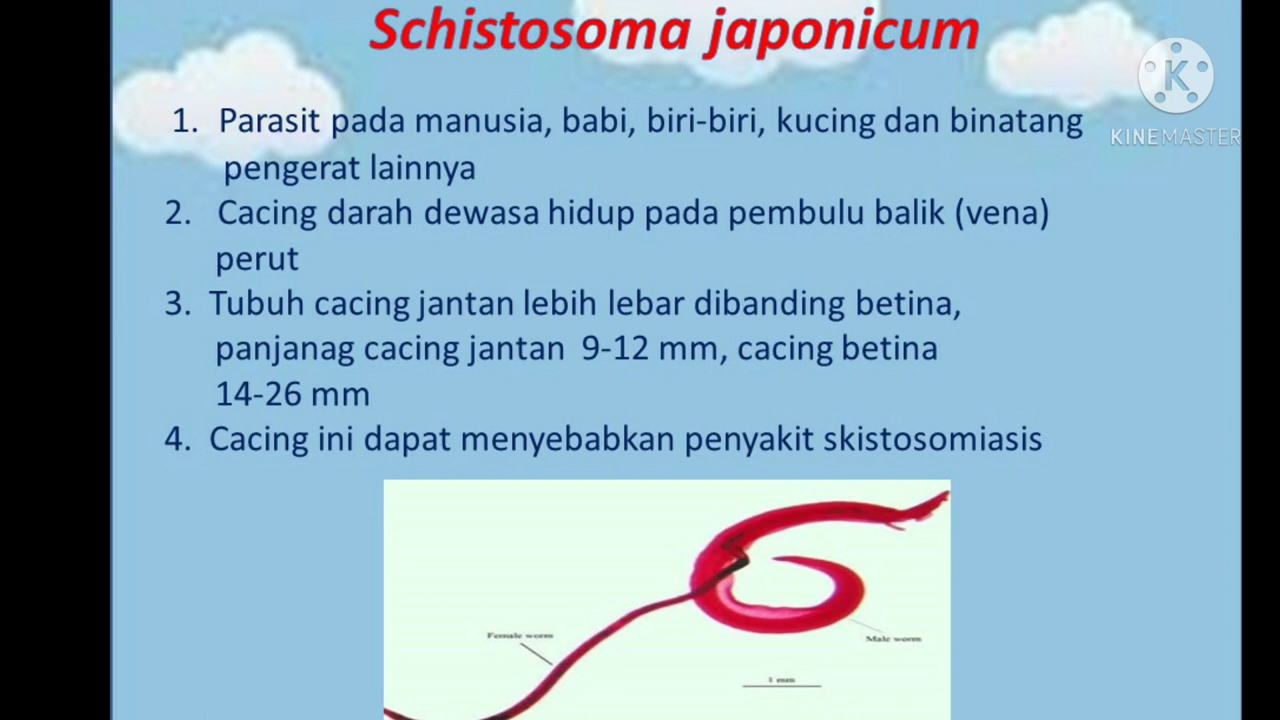 Schistosoma japonicum
1. Parasit pada manusia, babi, biri-biri, kucing dan binatang
pengerat lainnya
2. Cacing darah dewasa hidup pada pembulu balik (vena)
perut
3. Tubuh cacing jantan lebih lebar dibanding betina,
panjanag cacing jantan 9-12 mm, cacing betina
14-26 mm
4. Cacing ini dapat menyebabkan penyakit skistosomiasis
K
KINEMASTER
Female worm
Male worm
1 mm